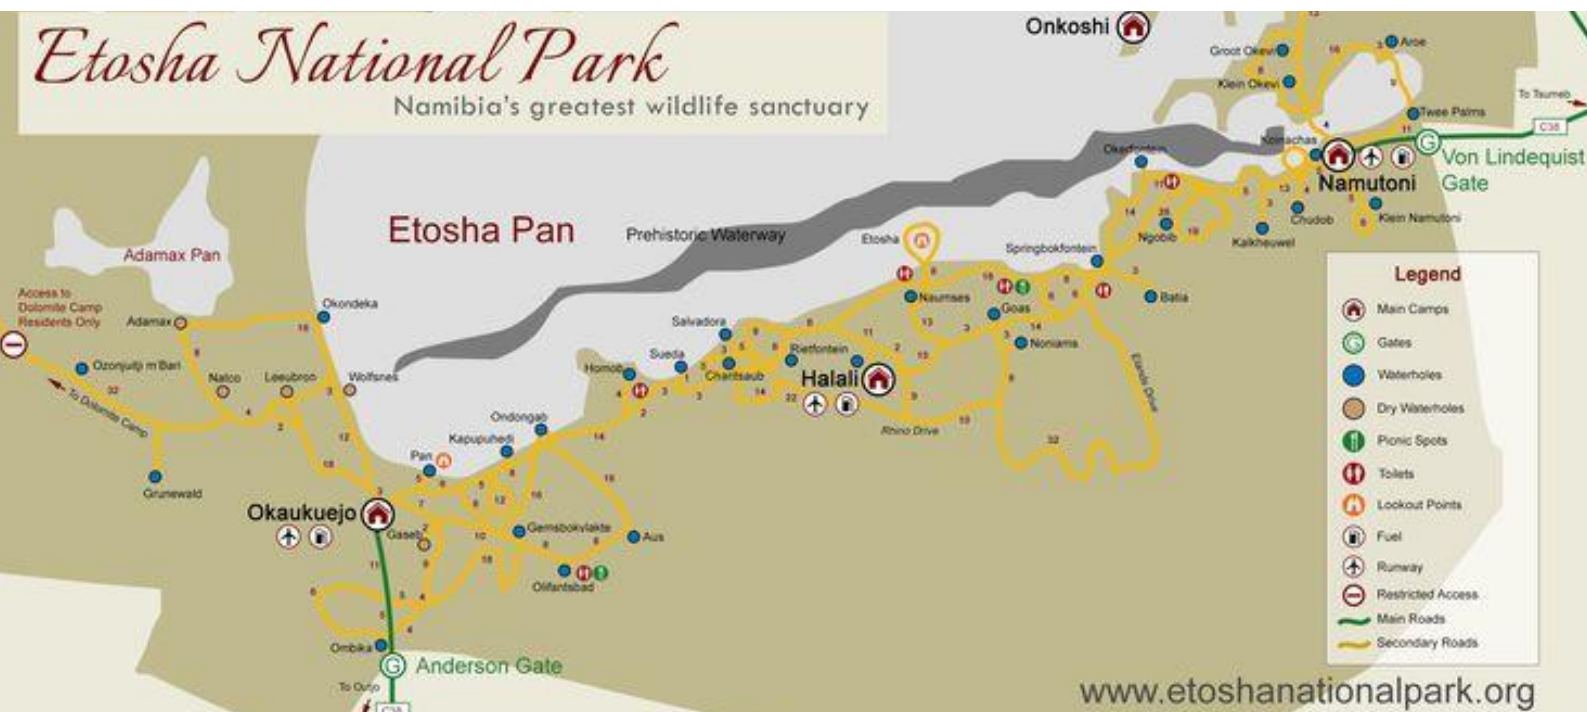 Etosha National Park
Namibia's greatest wildlife sanctuary
Onkoshi
Groot Okevi
Klein Okevi
Aroe
Twee Palms
To Tsumeb
C38
Von Lindequist
Gate
Koinachas
Namutoni
Klein Namutoni
Chudob
Kalkheuwel
Ngobib
Okerfontein
Etosha Pan
Prehistoric Waterway
Etosha
Springbokfontein
Batia
Naumses
Goas
Noniams
Elands Drive
Adamax Pan
Access to
Dolomite Camp
Residents Only
Adamax
Okondeka
Ozonjuitji m'Bari
Natco
Leeubron
Wolfsnes
To Dolomite Camp
Grunewald
Salvadora
Sueda
Homob
Charitsaub
Rietfontein
Halali
Rhino Drive
Ondongab
Kapupuhedi
Pan
Okaukuejo
Gaseb
Gemsbokvlakte
Aus
Olifantsbad
Ombika
Anderson Gate
To Outjo
C38
Legend
Main Camps
Gates
Waterholes
Dry Waterholes
Picnic Spots
Toilets
Lookout Points
Fuel
Runway
Restricted Access
Main Roads
Secondary Roads
www.etoshanationalpark.org